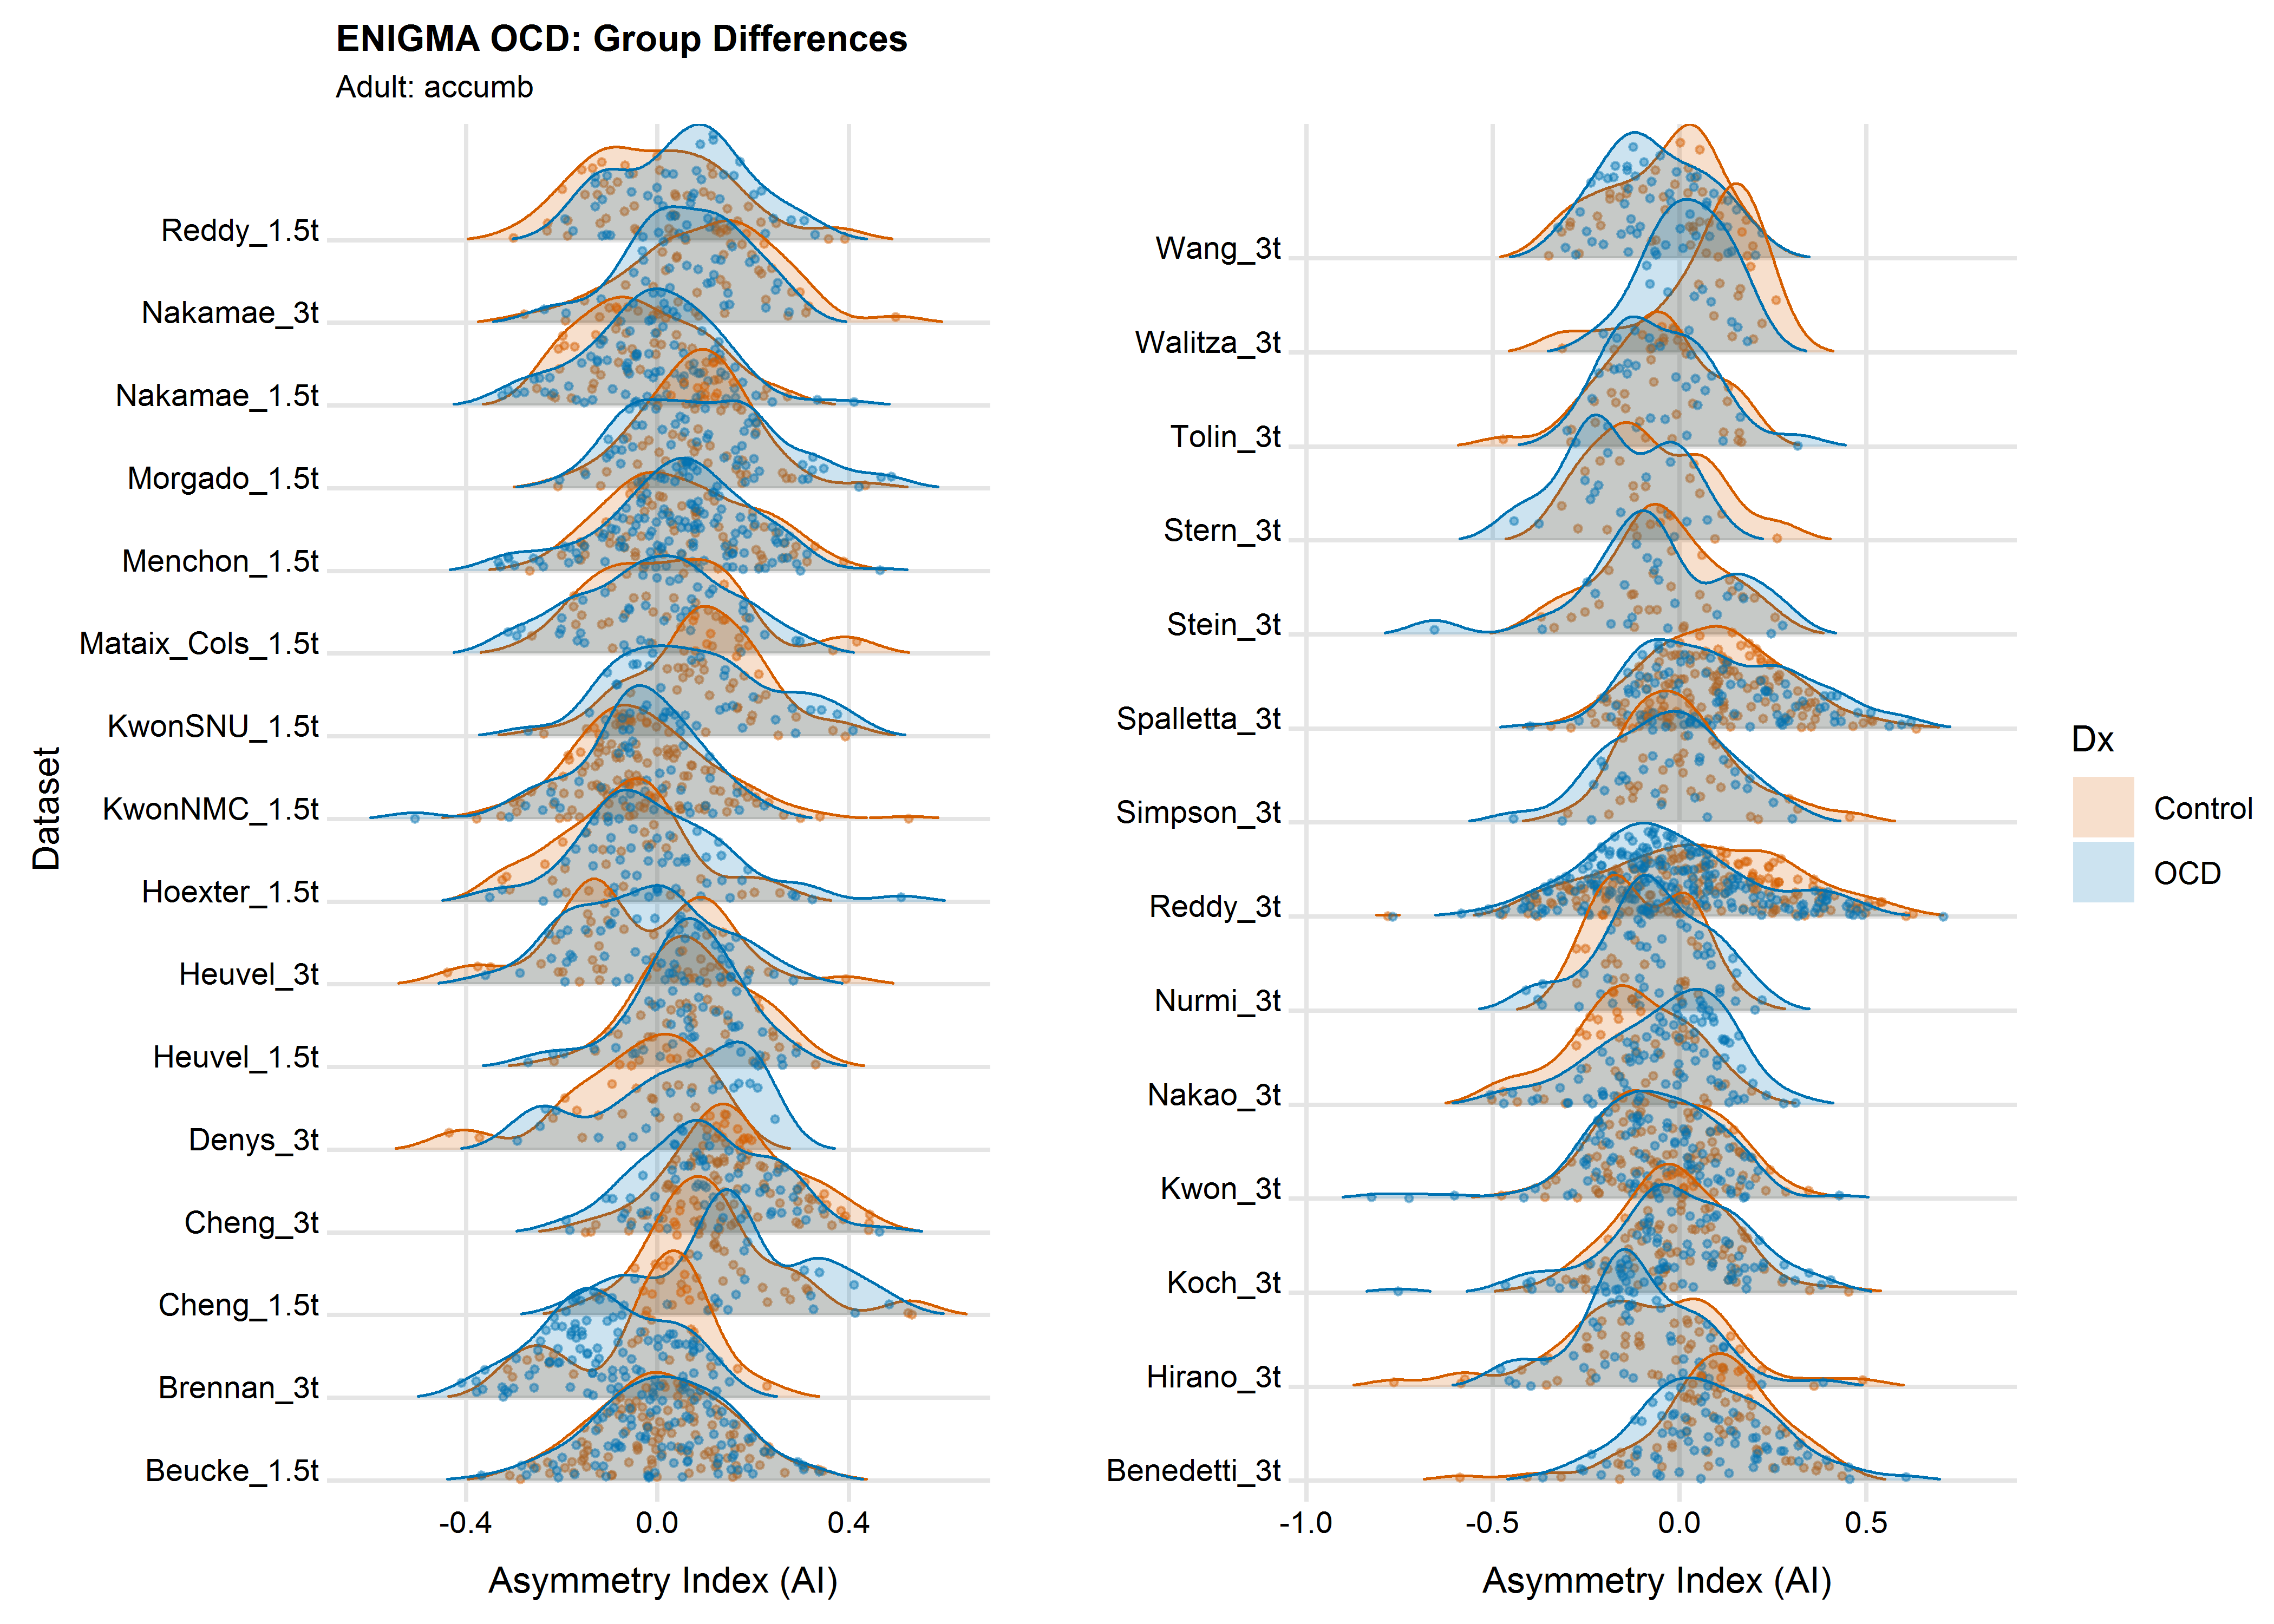 ENIGMA OCD: Group Differences
Adult: accumb
Dataset
Reddy_1.5t
Nakamae_3t
Nakamae_1.5t
Morgado_1.5t
Menchon_1.5t
Mataix_Cols_1.5t
KwonSNU_1.5t
KwonNMC_1.5t
Hoexter_1.5t
Heuvel_3t
Heuvel_1.5t
Denys_3t
Cheng_3t
Cheng_1.5t
Brennan_3t
Beucke_1.5t
-0.4 0.0 0.4
Asymmetry Index (AI)
Wang_3t
Walitza_3t
Tolin_3t
Stern_3t
Stein_3t
Spalletta_3t
Simpson_3t
Reddy_3t
Nurmi_3t
Nakao_3t
Kwon_3t
Koch_3t
Hirano_3t
Benedetti_3t
-1.0 -0.5 0.0 0.5
Asymmetry Index (AI)
Dx
Control
OCD